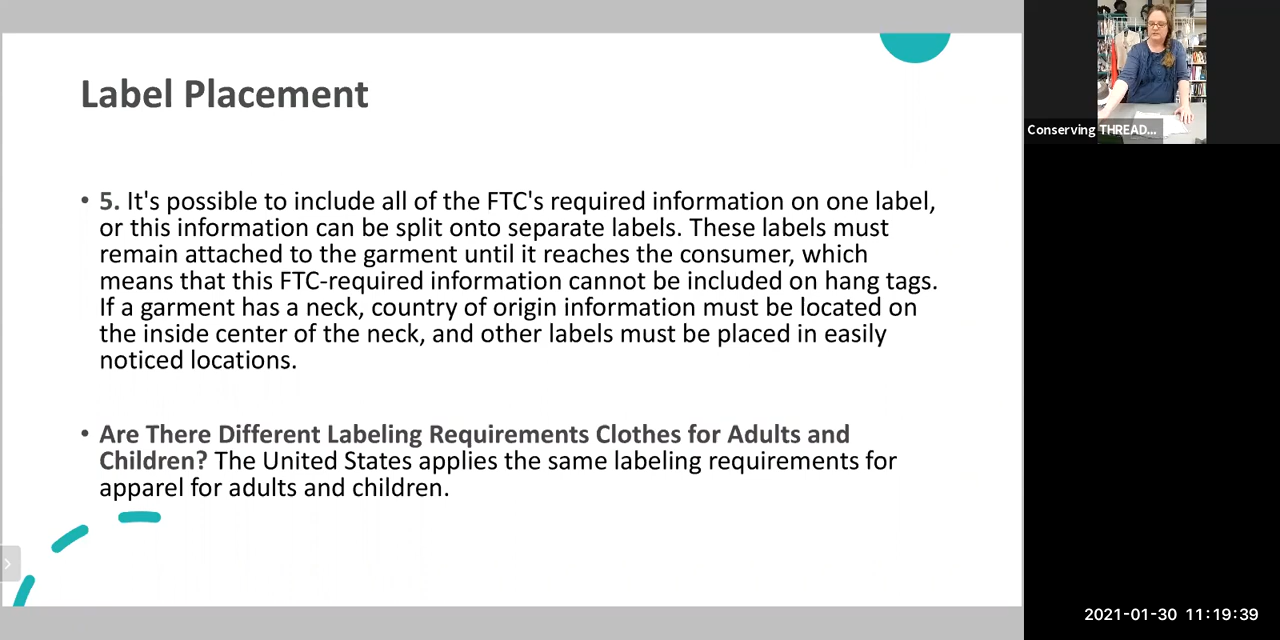 Label Placement
• 5. It's possible to include all of the FTC's required information on one label,
or this information can be split onto separate labels. These labels must
remain attached to the garment until it reaches the consumer, which
means that this FTC-required information cannot be included on hang tags.
If a garment has a neck, country of origin information must be located on
the inside center of the neck, and other labels must be placed in easily
noticed locations.
• Are There Different Labeling Requirements Clothes for Adults and
Children? The United States applies the same labeling requirements for
apparel for adults and children.
Conserving THREAD...
2021-01-30 11:19:39